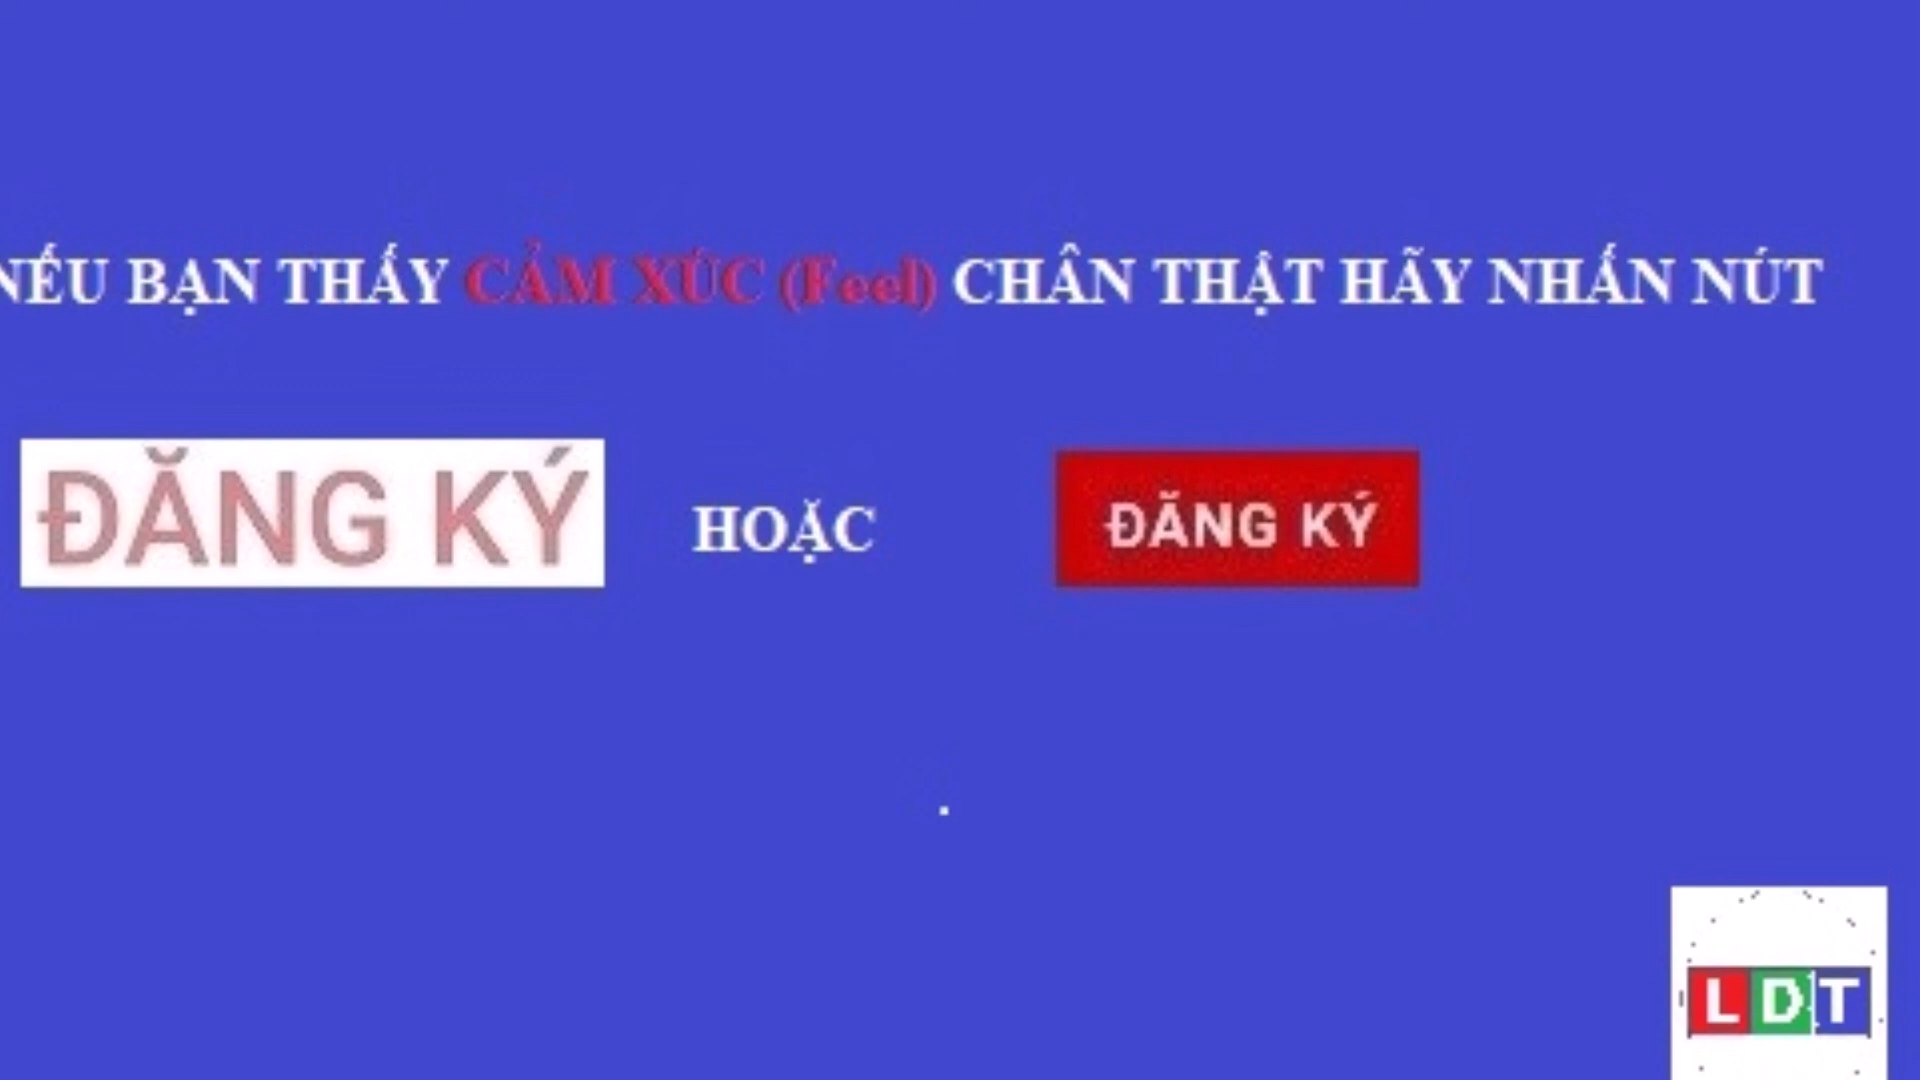 NẾU BẠN THẤY CẢM XÚC (Feel) CHÂN THẬT HÃY NHẤN NÚT
ĐĂNG KÝ HOẶC ĐĂNG KÝ
LDT